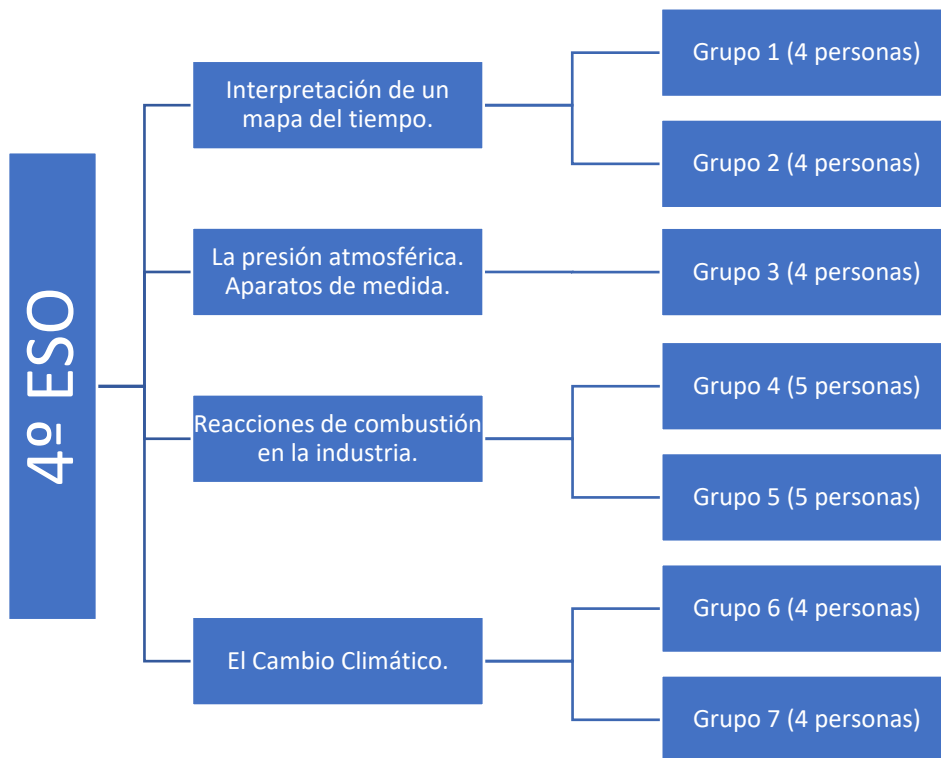 4º ESO
Interpretación de un
mapa del tiempo.
Grupo 1 (4 personas)
Grupo 2 (4 personas)
La presión atmosférica.
Aparatos de medida.
Grupo 3 (4 personas)
Reacciones de combustión
en la industria.
Grupo 4 (5 personas)
Grupo 5 (5 personas)
El Cambio Climático.
Grupo 6 (4 personas)
Grupo 7 (4 personas)